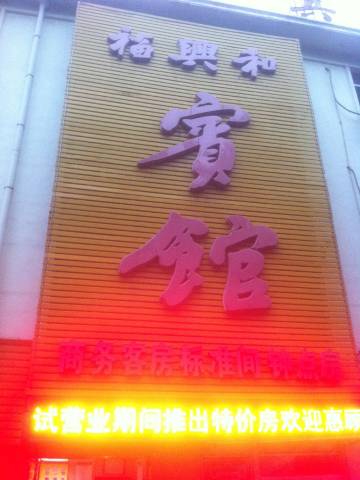 福興和
賓館
商务客房标准间钟点房
试营业期间推出特价房欢迎惠顾